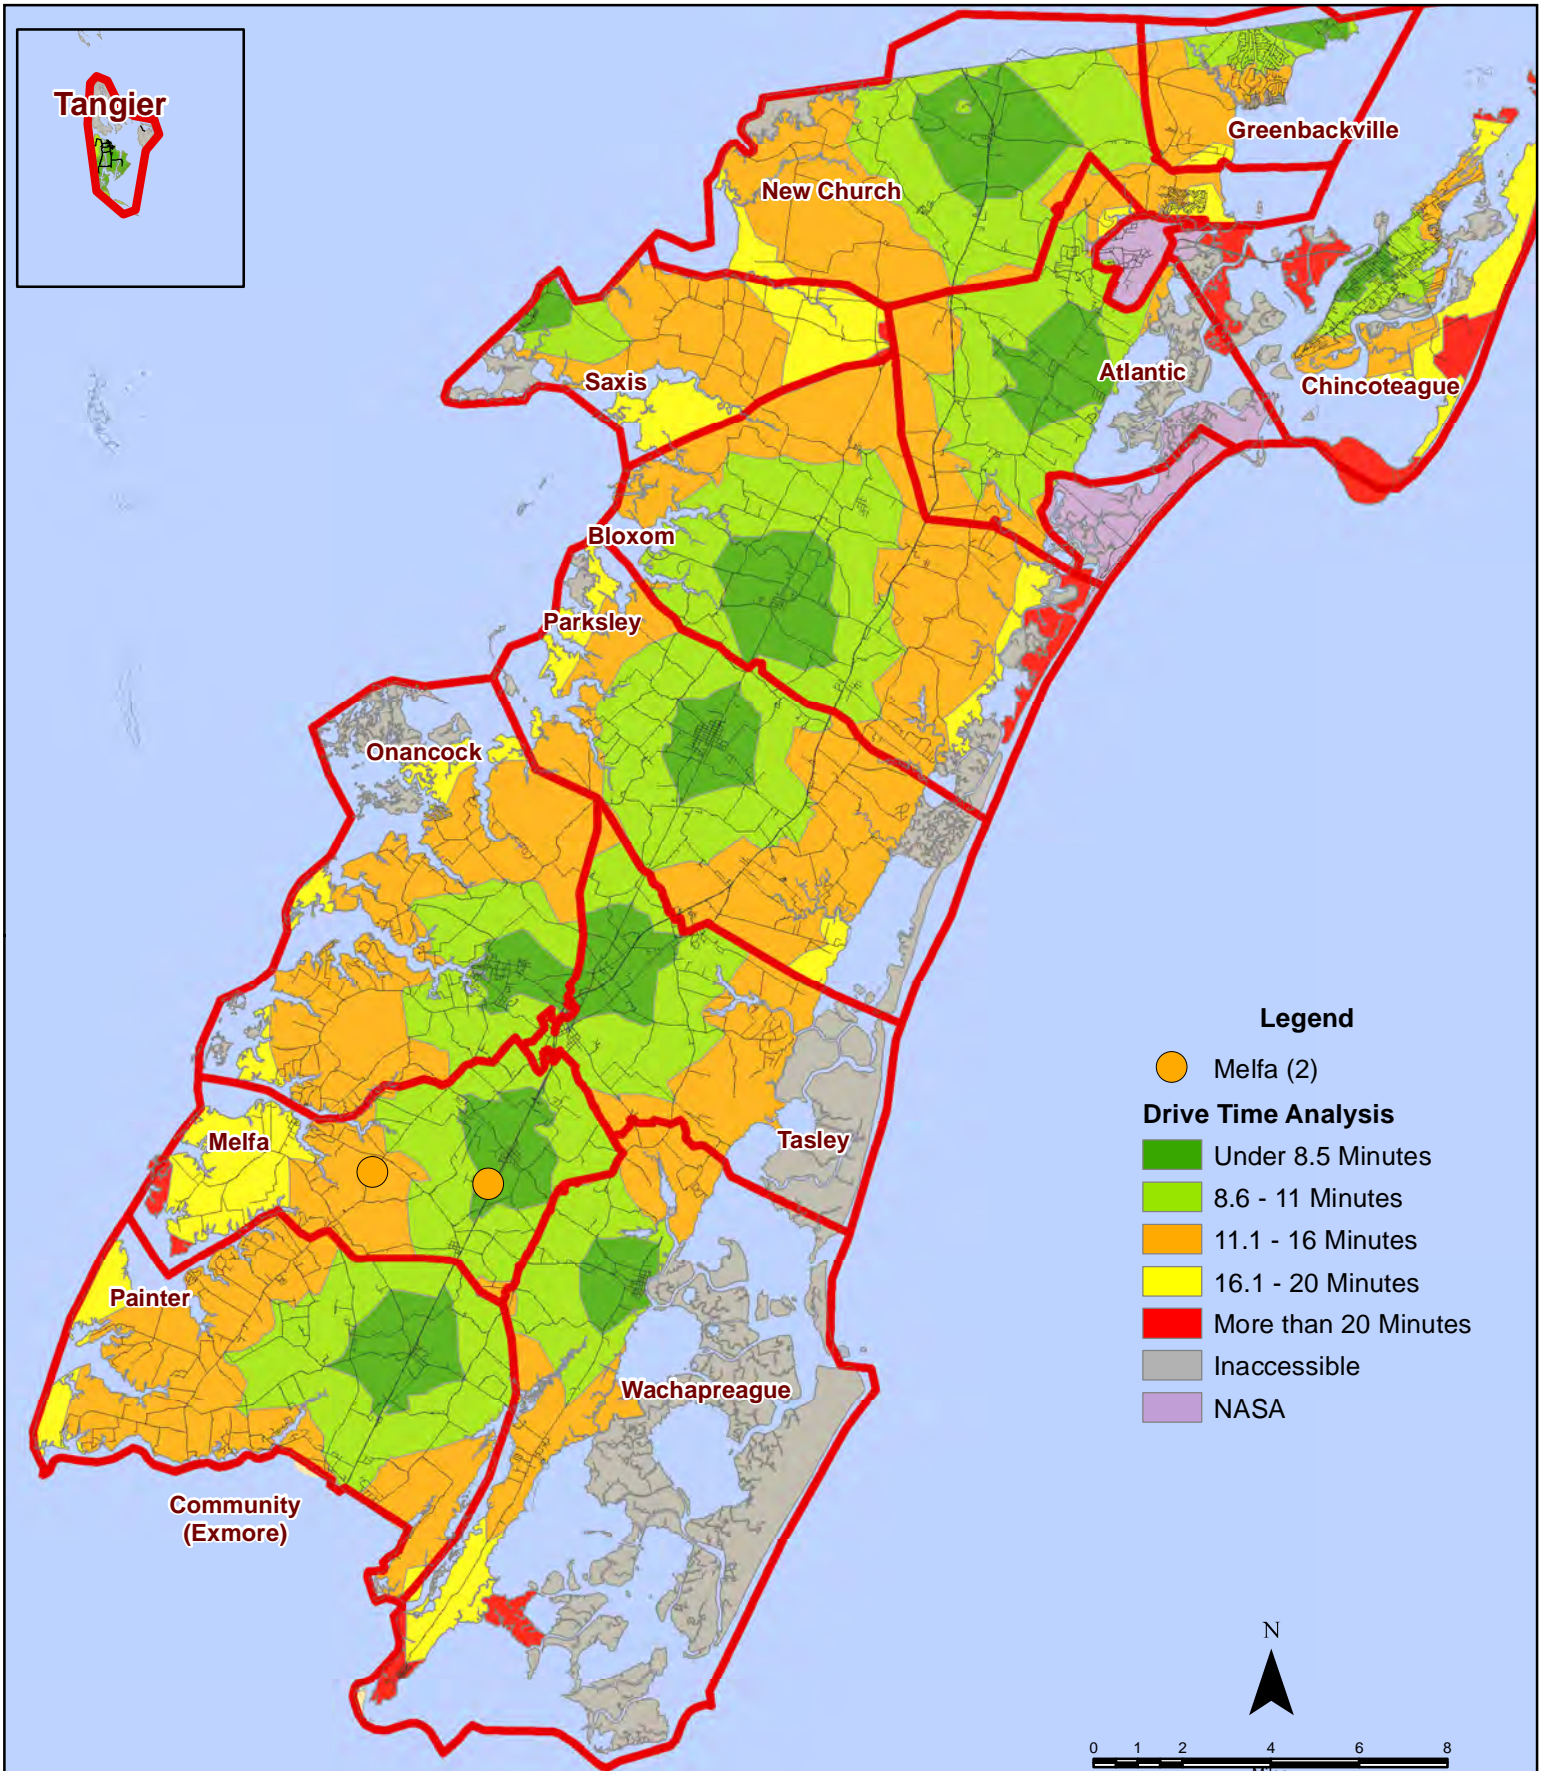 Tangier
Greenbackville
New Church
Atlantic
Chincoteague
Saxis
Bloxom
Parksley
Onancock
Melfa
Tasley
Painter
Wachapreague
Community
(Exmore)
Legend
Melfa (2)
Drive Time Analysis
Under 8.5 Minutes
8.6 - 11 Minutes
11.1 - 16 Minutes
16.1 - 20 Minutes
More than 20 Minutes
Inaccessible
NASA
N
0 1 2 4 6 8